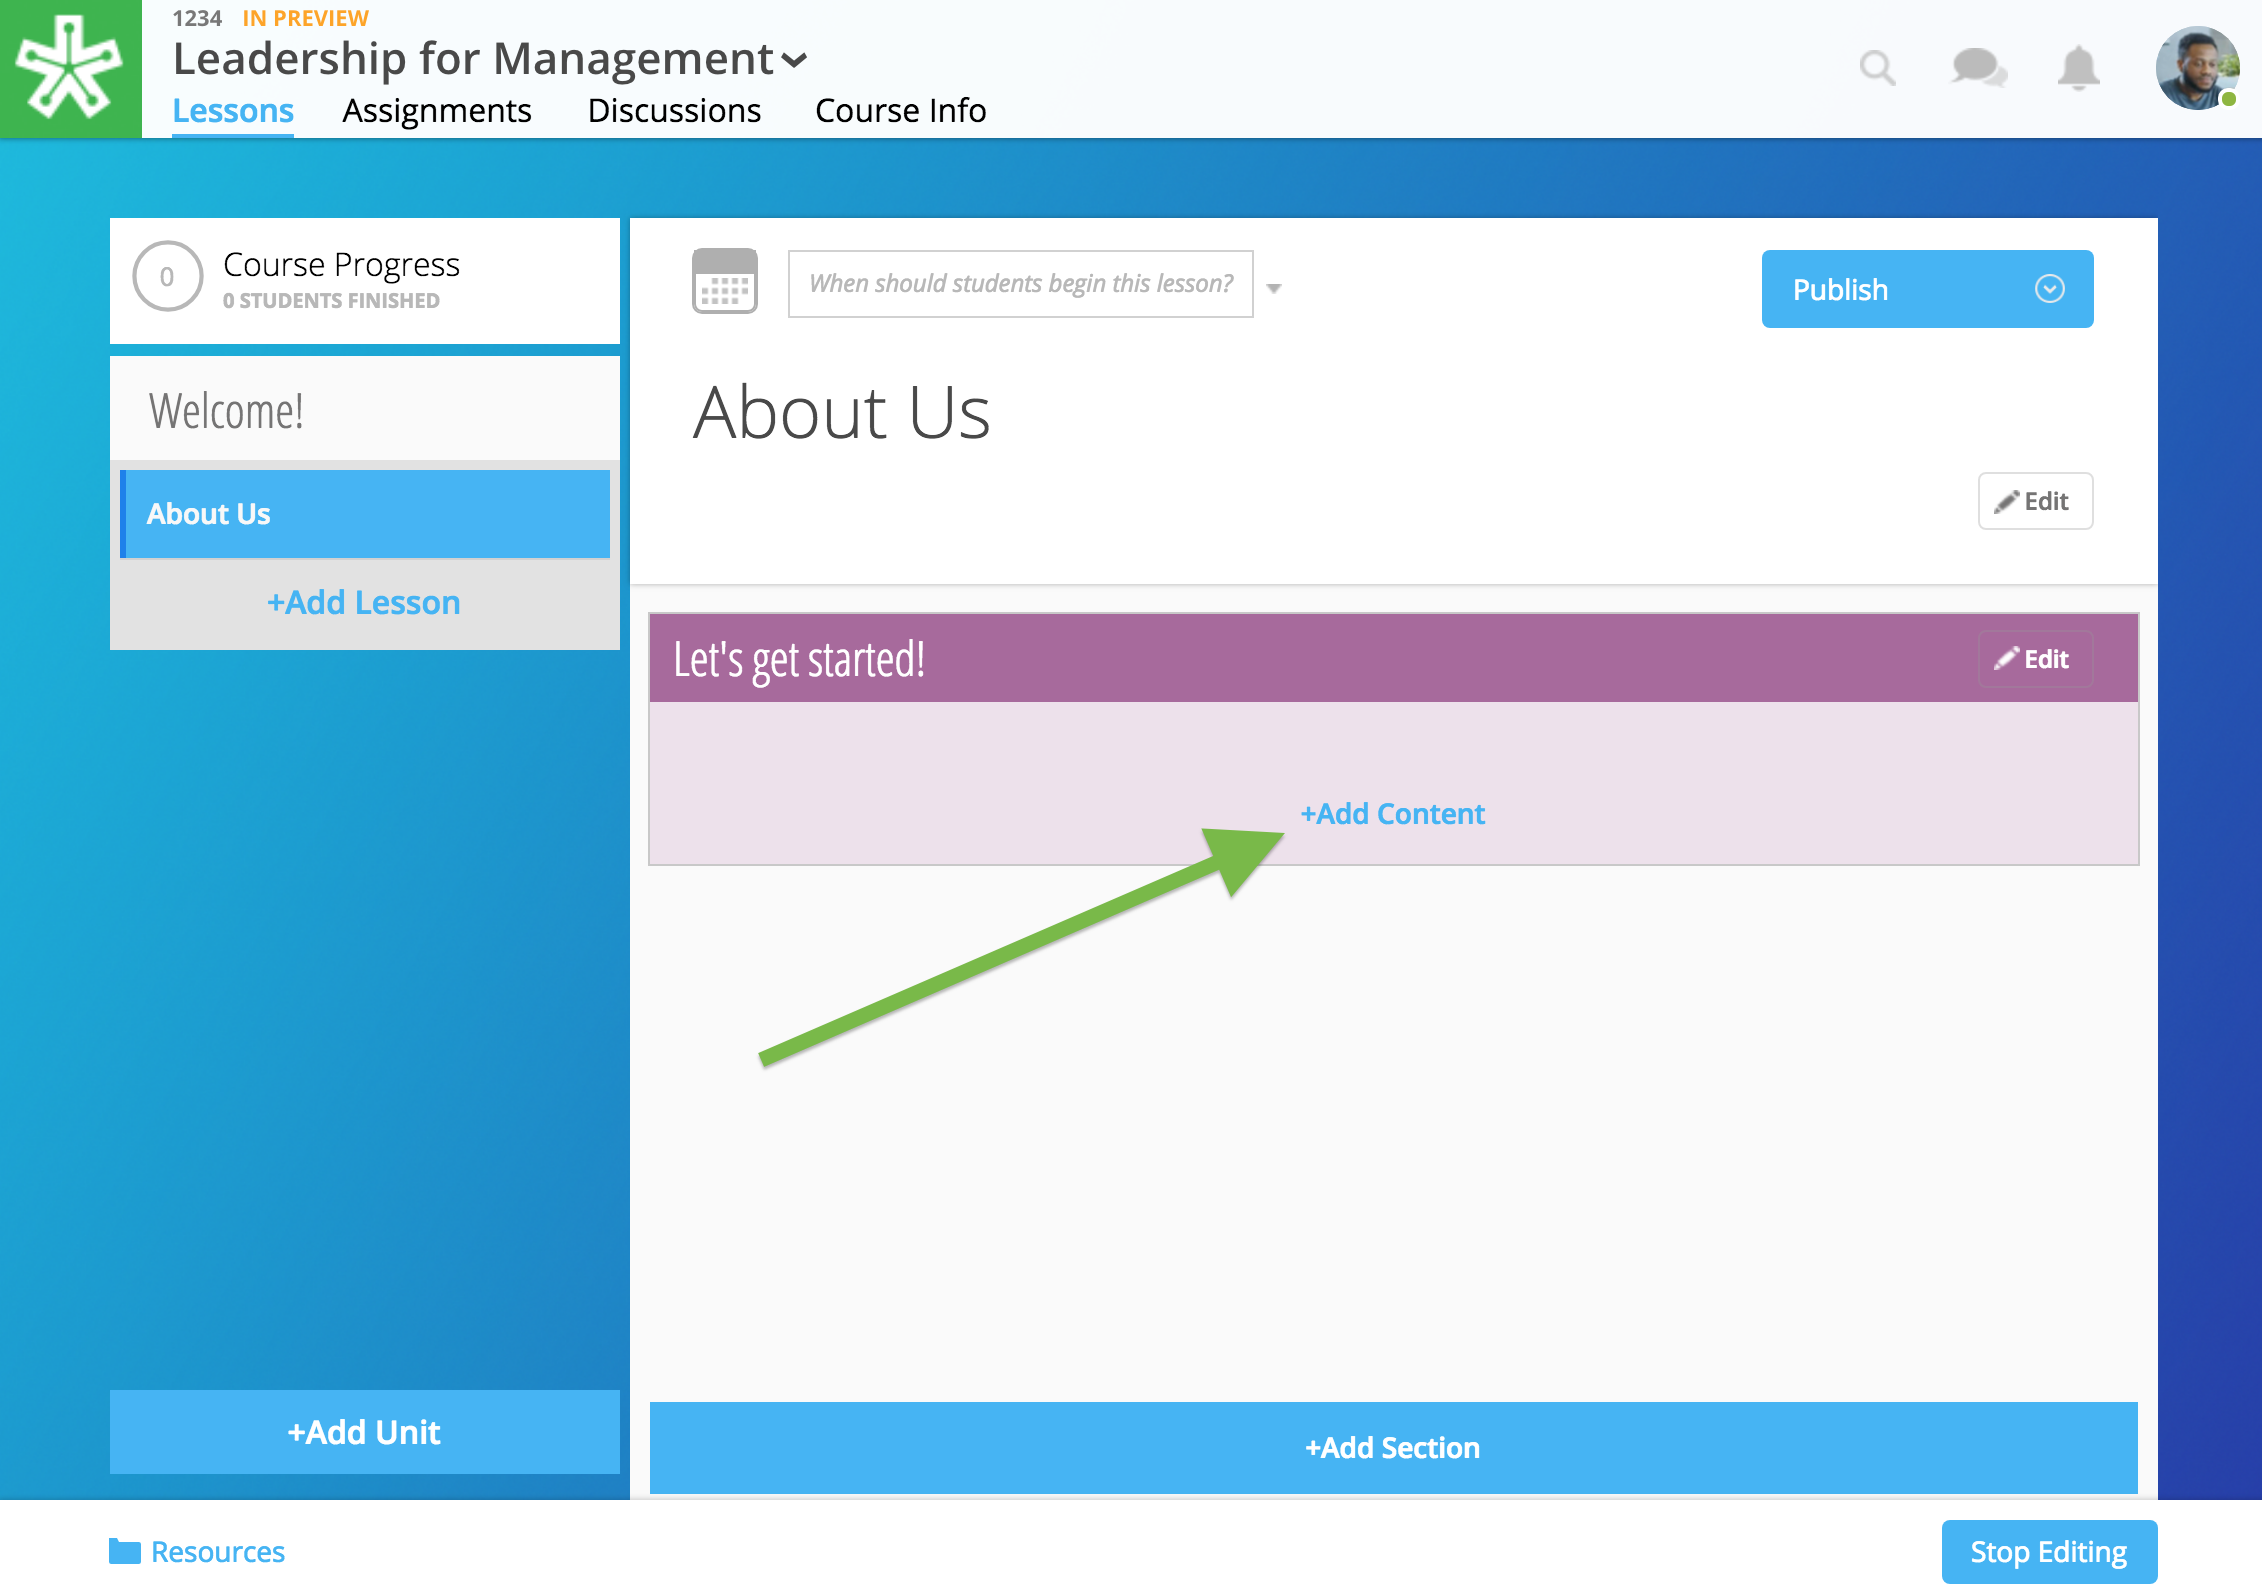 1234 IN PREVIEW
Leadership for Management
Lessons Assignments Discussions Course Info
0
Course Progress
0 STUDENTS FINISHED
Welcome!
About Us
+Add Lesson
+Add Unit
When should students begin this lesson?
Publish
About Us
Edit
Let's get started!
Edit
+Add Content
+Add Section
Resources
Stop Editing